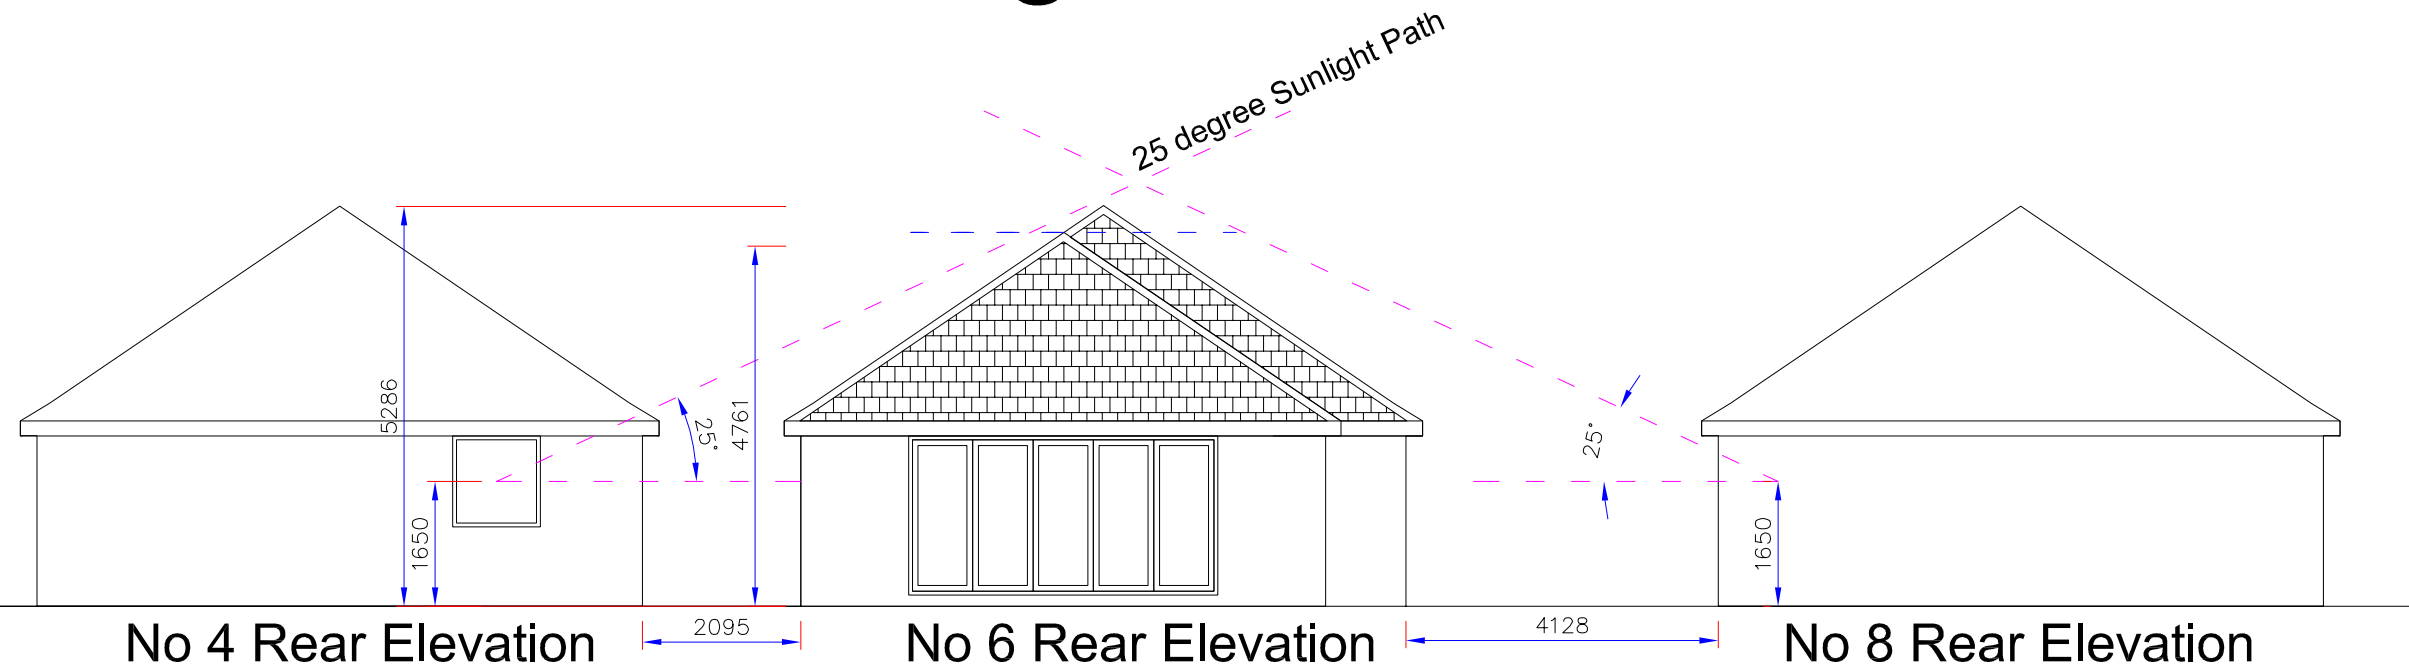 25 degree Sunlight Path
5286
4761
25°
25°
1650
1650
2095
4128
No 4 Rear Elevation
No 6 Rear Elevation
No 8 Rear Elevation